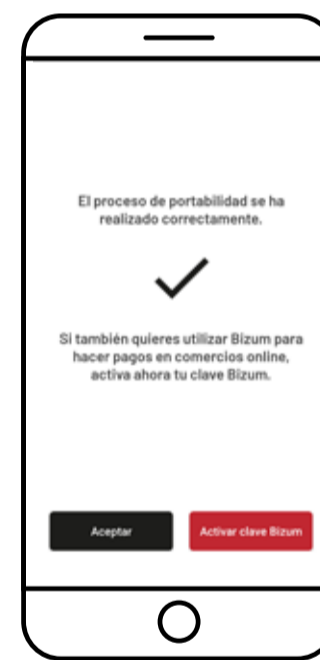 El proceso de portabilidad se ha
realizado correctamente.
Si también quieres utilizar Bizum para
hacer pagos en comercios online,
activa ahora tu clave Bizum.
Aceptar
Activar clave Bizum